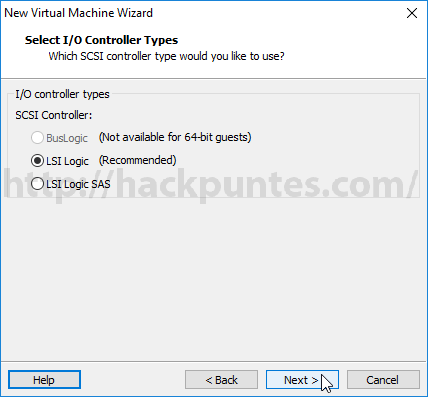 New Virtual Machine Wizard
Select I/O Controller Types
Which SCSI controller type would you like to use?
I/O controller types
SCSI Controller:
BusLogic (Not available for 64-bit guests)
LSI Logic (Recommended)
http://hackpuntes.com/
LSI Logic SAS
Help
< Back
Next >
Cancel